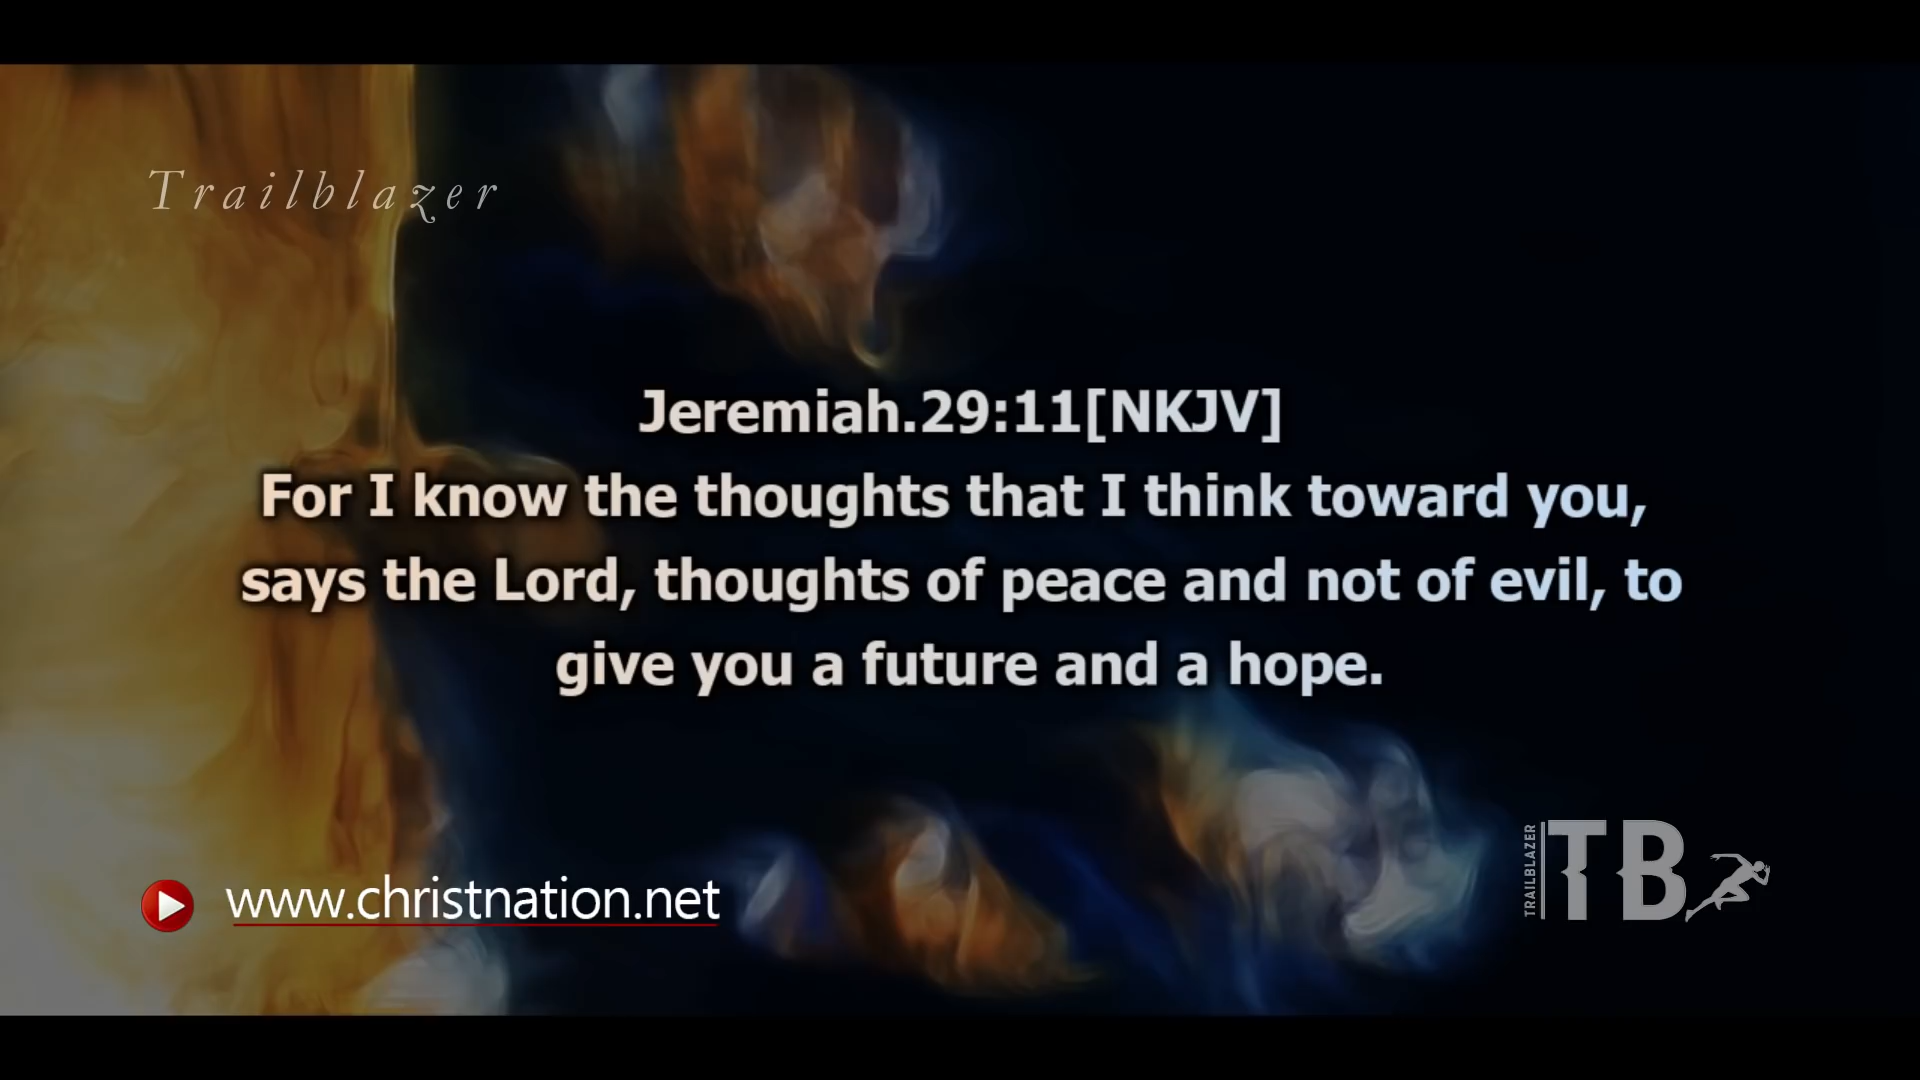 Trailblazer
Jeremiah.29:11[NKJV]
For I know the thoughts that I think toward you,
says the Lord, thoughts of peace and not of evil, to
give you a future and a hope.
www.christnation.net
TRAILBLAZER
TB